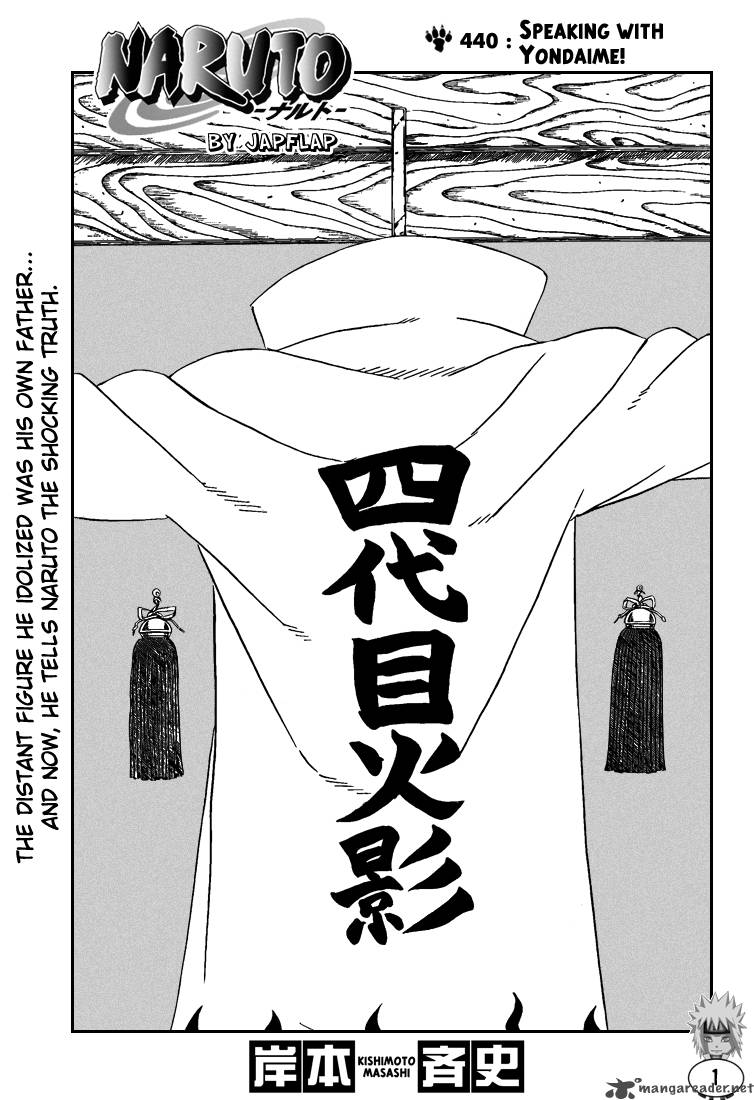 NARUTO
-ナルト-
BY JAPFLAP
440 : SPEAKING WITH
YONDAIME!
THE DISTANT FIGURE HE IDOLIZED WAS HIS OWN FATHER...
AND NOW, HE TELLS NARUTO THE SHOCKING TRUTH.
四代目火影
岸本 KISHIMOTO
MASASHI 斉史
1
mangareader.net